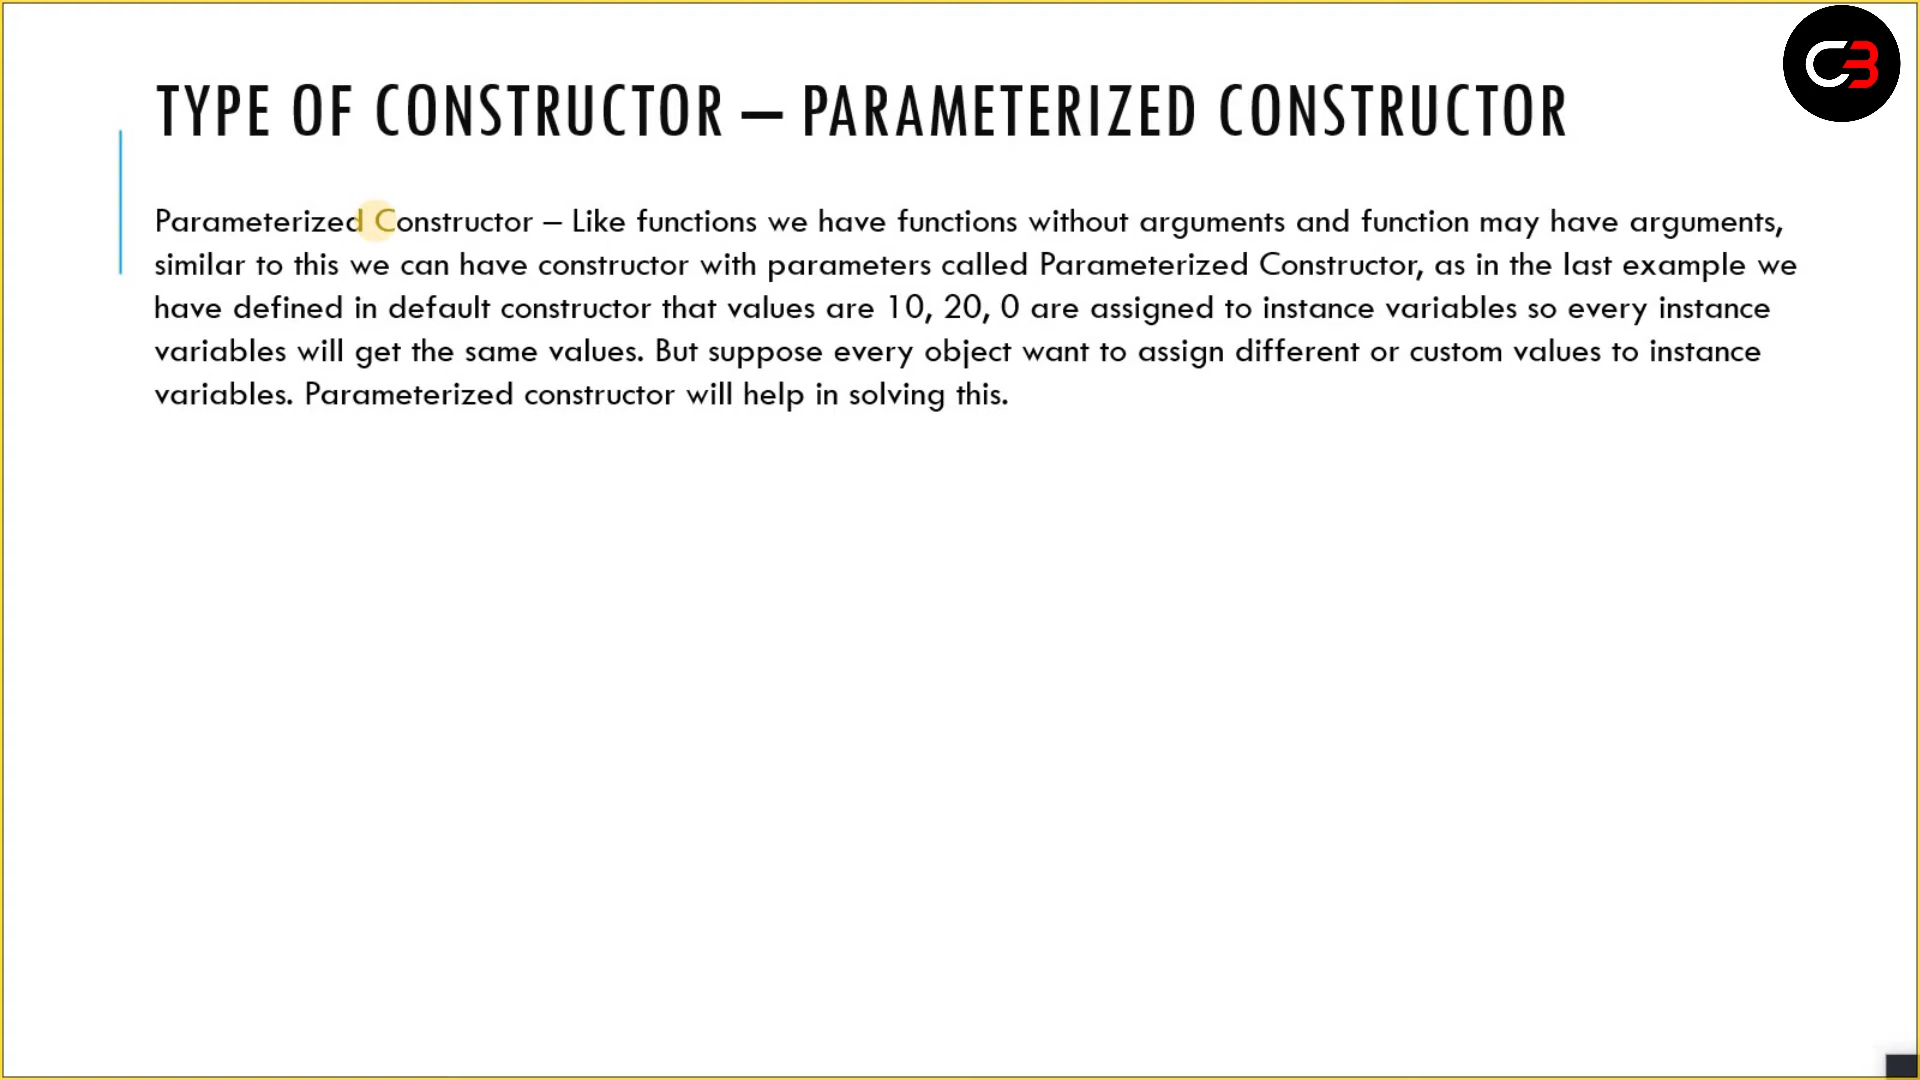 TYPE OF CONSTRUCTOR – PARAMETERIZED CONSTRUCTOR
Parameterized Constructor – Like functions we have functions without arguments and function may have arguments,
similar to this we can have constructor with parameters called Parameterized Constructor, as in the last example we
have defined in default constructor that values are 10, 20, 0 are assigned to instance variables so every instance
variables will get the same values. But suppose every object want to assign different or custom values to instance
variables. Parameterized constructor will help in solving this.
CB